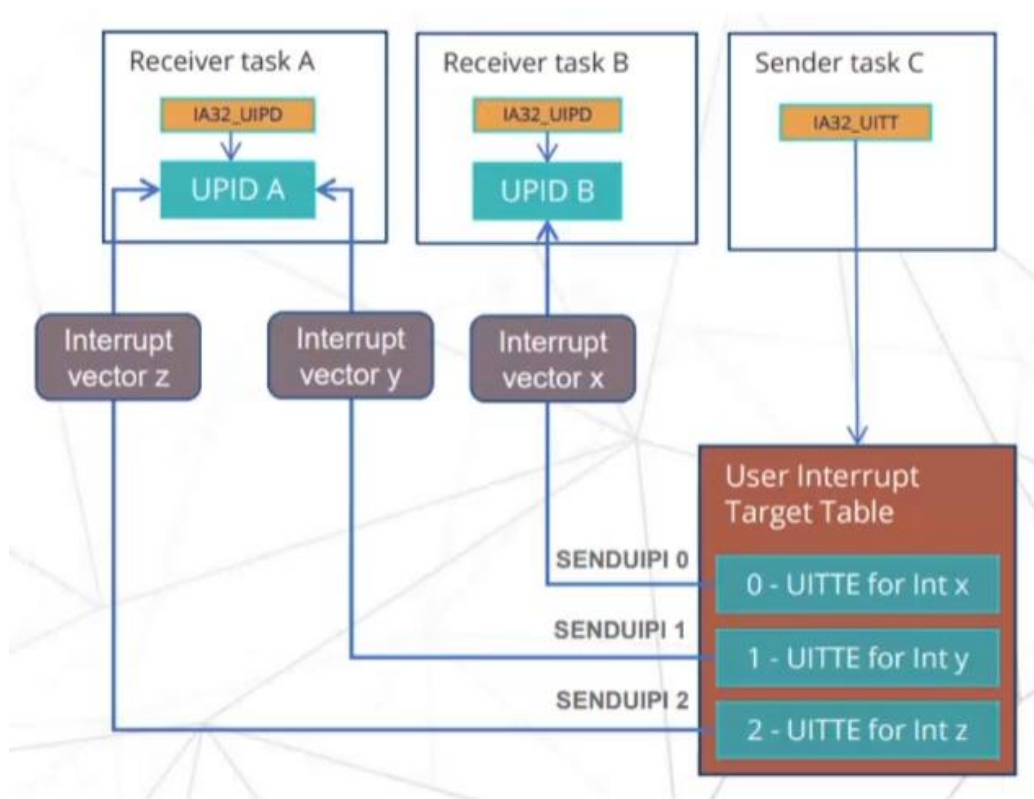 Receiver task A
IA32_UIPD
UPID A
Receiver task B
IA32_UIPD
UPID B
Sender task C
IA32_UITT
Interrupt
vector z
Interrupt
vector y
Interrupt
vector x
User Interrupt
Target Table
SENDUIPI 0
0 - UITTE for Int x
SENDUIPI 1
1 - UITTE for Int y
SENDUIPI 2
2 - UITTE for Int z